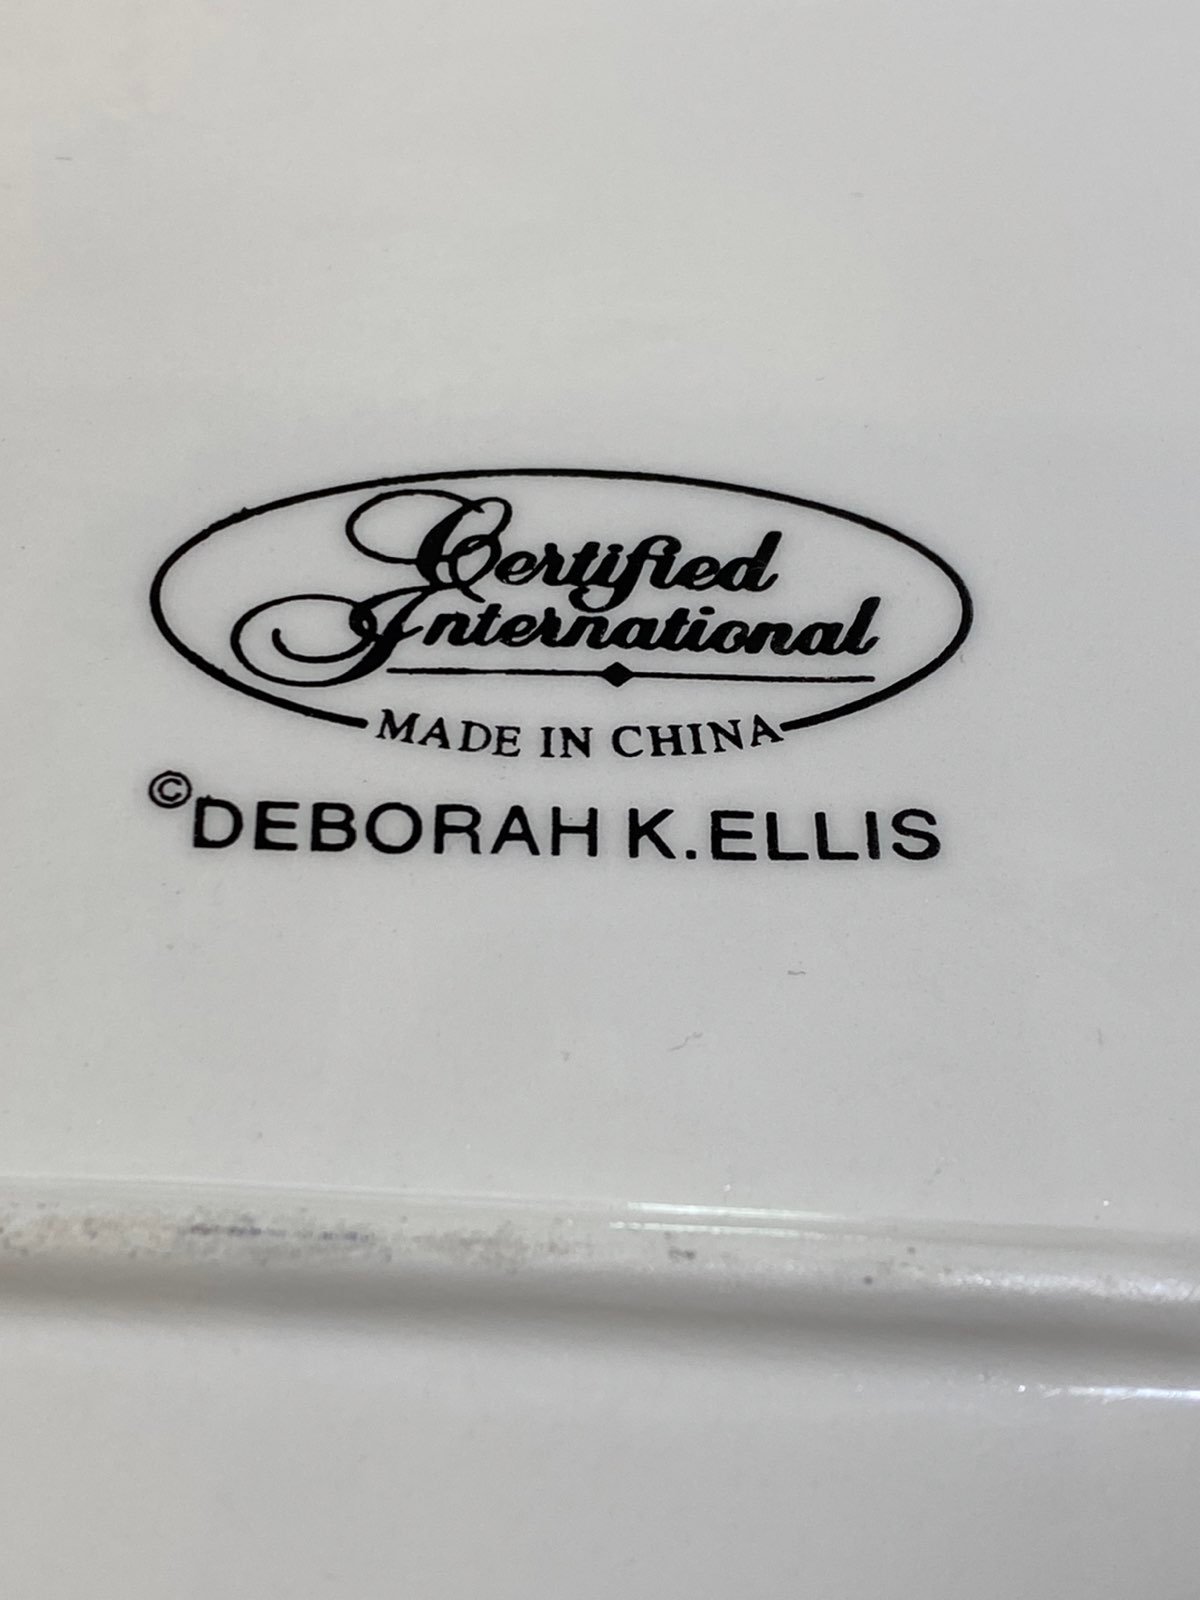 Certified
International
MADE IN CHINA
©DEBORAH K.ELLIS